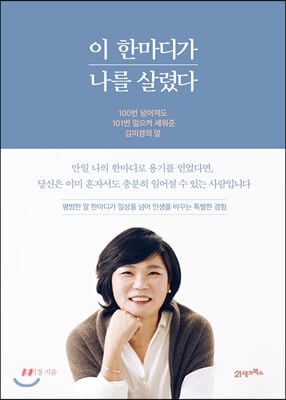 이 한마디가
나를 살렸다
100번 넘어져도
101번 일으켜 세워준
김미경의 말
만일 나의 한마디로 용기를 얻었다면,
당신은 이미 혼자서도 충분히 일어설 수 있는 사람입니다
평범한 말 한마디가 일상을 넘어 인생을 바꾸는 특별한 경험
지음
21세기북스